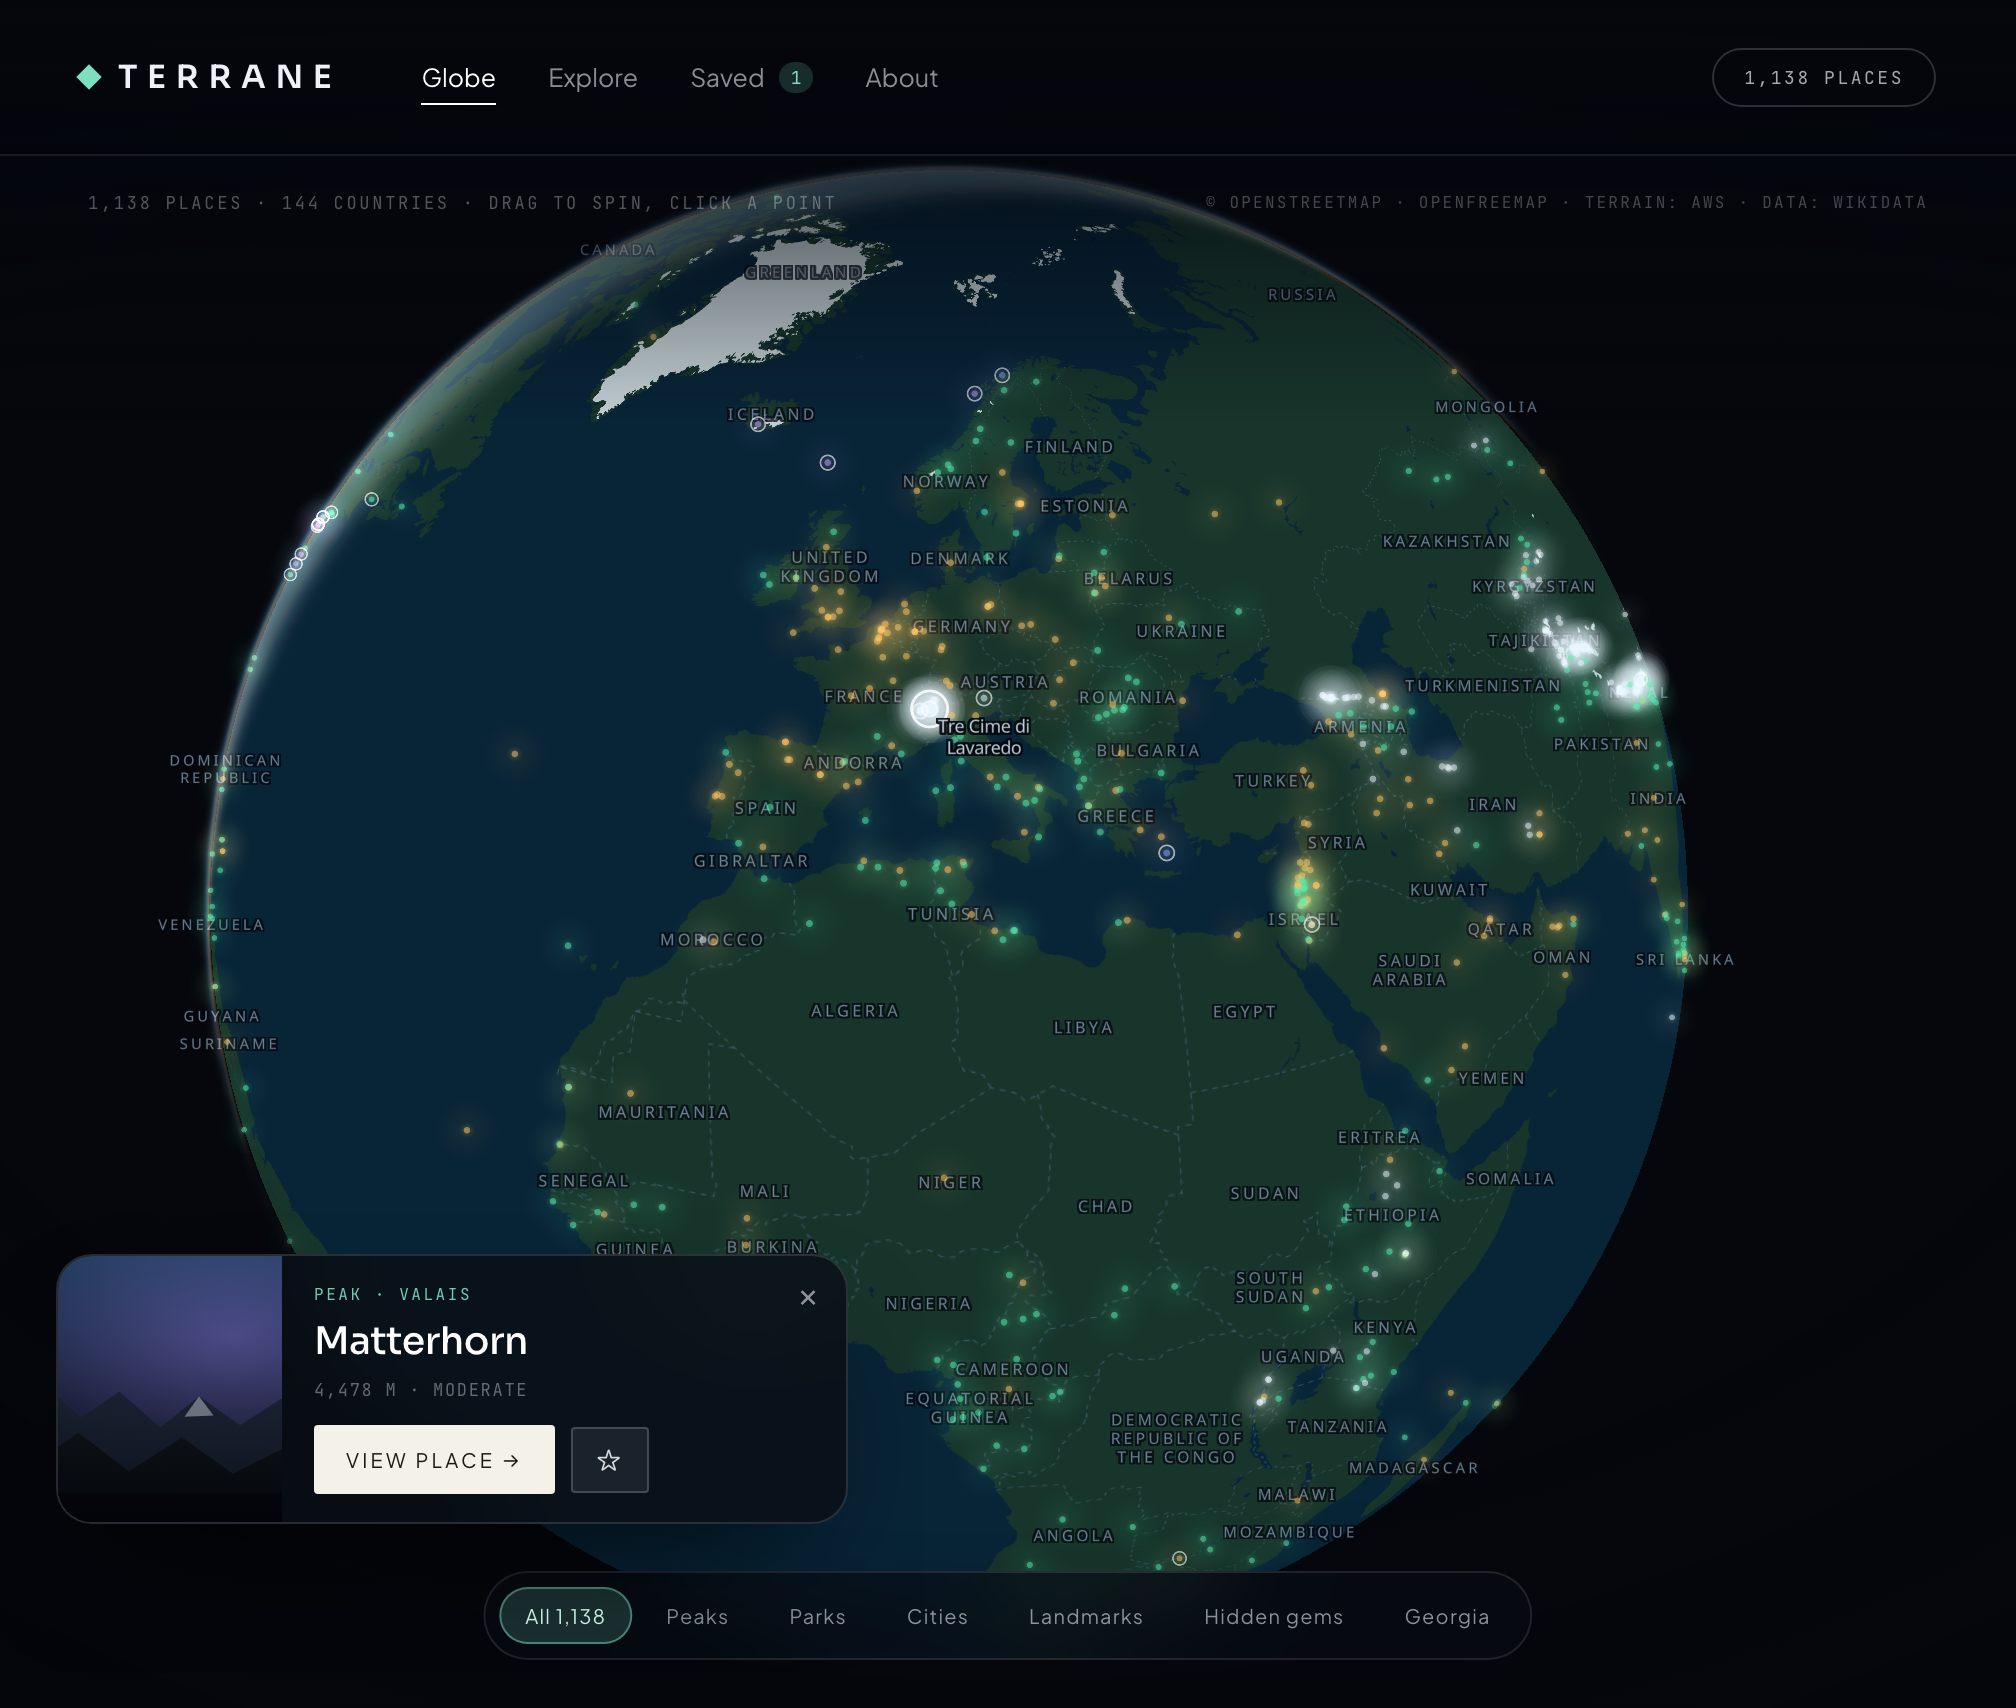 TERRANE
Globe
Explore
Saved 1
About
1,138 PLACES
1,138 PLACES · 144 COUNTRIES · DRAG TO SPIN, CLICK A POINT
© OPENSTREETMAP · OPENFREEMAP · TERRAIN: AWS · DATA: WIKIDATA
CANADA
GREENLAND
RUSSIA
MONGOLIA
ICELAND
FINLAND
NORWAY
ESTONIA
KAZAKHSTAN
UNITED
KINGDOM
DENMARK
BELARUS
KYRGYZSTAN
GERMANY
UKRAINE
TAJIKISTAN
AUSTRIA
FRANCE
ROMANIA
TURKMENISTAN
NEPAL
Tre Cime di
Lavaredo
ARMENIA
BULGARIA
PAKISTAN
DOMINICAN
REPUBLIC
ANDORRA
TURKEY
SPAIN
IRAN
INDIA
GREECE
SYRIA
GIBRALTAR
KUWAIT
TUNISIA
ISRAEL
VENEZUELA
QATAR
MOROCCO
SAUDI
ARABIA
OMAN
SRI LANKA
ALGERIA
EGYPT
GUYANA
LIBYA
SURINAME
YEMEN
MAURITANIA
ERITREA
SENEGAL
NIGER
SOMALIA
MALI
SUDAN
CHAD
ETHIOPIA
GUINEA
BURKINA
SOUTH
SUDAN
NIGERIA
KENYA
UGANDA
CAMEROON
EQUATORIAL
GUINEA
DEMOCRATIC
REPUBLIC OF
THE CONGO
TANZANIA
MADAGASCAR
MALAWI
ANGOLA
MOZAMBIQUE
PEAK · VALAIS
Matterhorn
4,478 M · MODERATE
VIEW PLACE →
All 1,138
Peaks
Parks
Cities
Landmarks
Hidden gems
Georgia